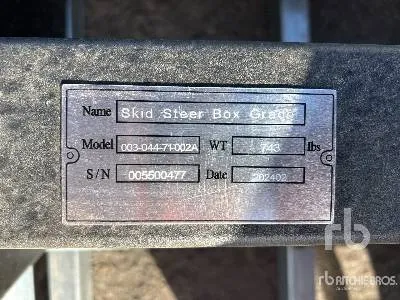 Name Skid Steer Box Grade
Model 003-044-71-002A WT 743 lbs
S/N 005500477 Date 202402
rb
RITCHIE BROS.